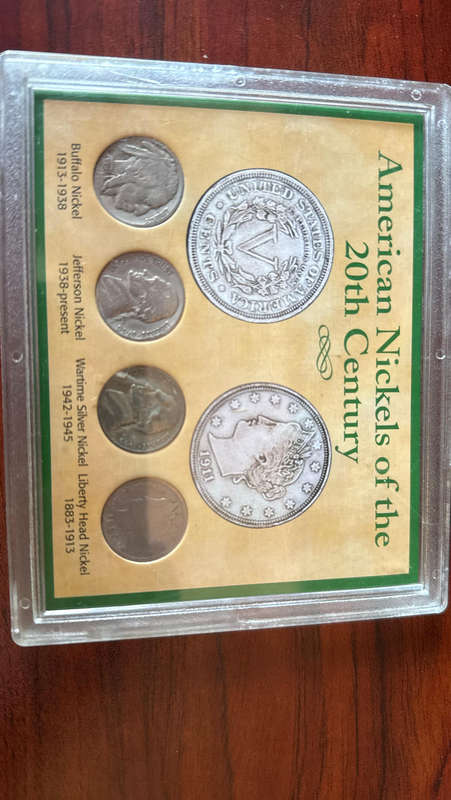 American Nickels of the
20th Century
UNITED STATES OF AMERICA
V
CENTS
1911
Buffalo Nickel
1913-1938
Jefferson Nickel
1938-present
Wartime Silver Nickel
1942-1945
Liberty Head Nickel
1883-1913